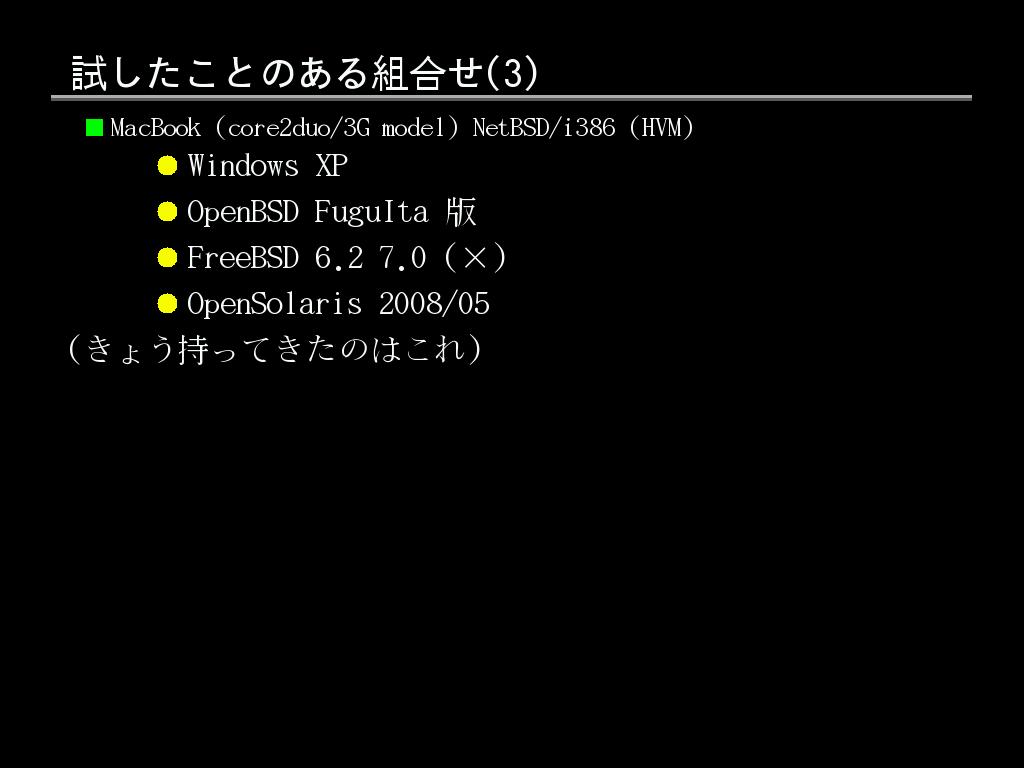 試したことのある組合せ(3)
MacBook (core2duo/3G model) NetBSD/i386 (HVM)
Windows XP
OpenBSD FuguIta 版
FreeBSD 6.2 7.0 (×)
OpenSolaris 2008/05
(きょう持ってきたのはこれ)